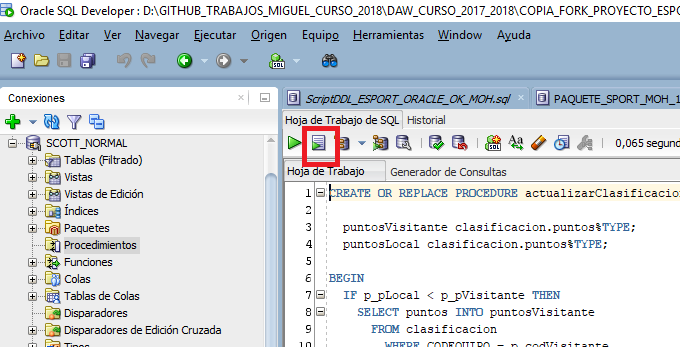 Oracle SQL Developer : D:\GITHUB_TRABAJOS_MIGUEL_CURSO_2018\DAW_CURSO_2017_2018\COPIA_FORK_PROYECTO_ESPO
Archivo Editar Ver Navegar Ejecutar Origen Equipo Herramientas Window Ayuda
SQL
Conexiones
SCOTT_NORMAL
Tablas (Filtrado)
Vistas
Vistas de Edición
Índices
Paquetes
Procedimientos
Funciones
Colas
Tablas de Colas
Disparadores
Disparadores de Edición Cruzada
Tipos
ScriptDDL_ESPORT_ORACLE_OK_MOH.sql
PAQUETE_SPORT_MOH_1
Hoja de Trabajo de SQL Historial
SQL Aa 0,065 segund
Hoja de Trabajo Generador de Consultas
1 CREATE OR REPLACE PROCEDURE actualizarClasificacion
2
3 puntosVisitante clasificacion.puntos%TYPE;
4 puntosLocal clasificacion.puntos%TYPE;
5
6 BEGIN
7 IF p_pLocal < p_pVisitante THEN
8 SELECT puntos INTO puntosVisitante
9 FROM clasificacion
10 WHERE CODEQUIPO = p_codVisitante